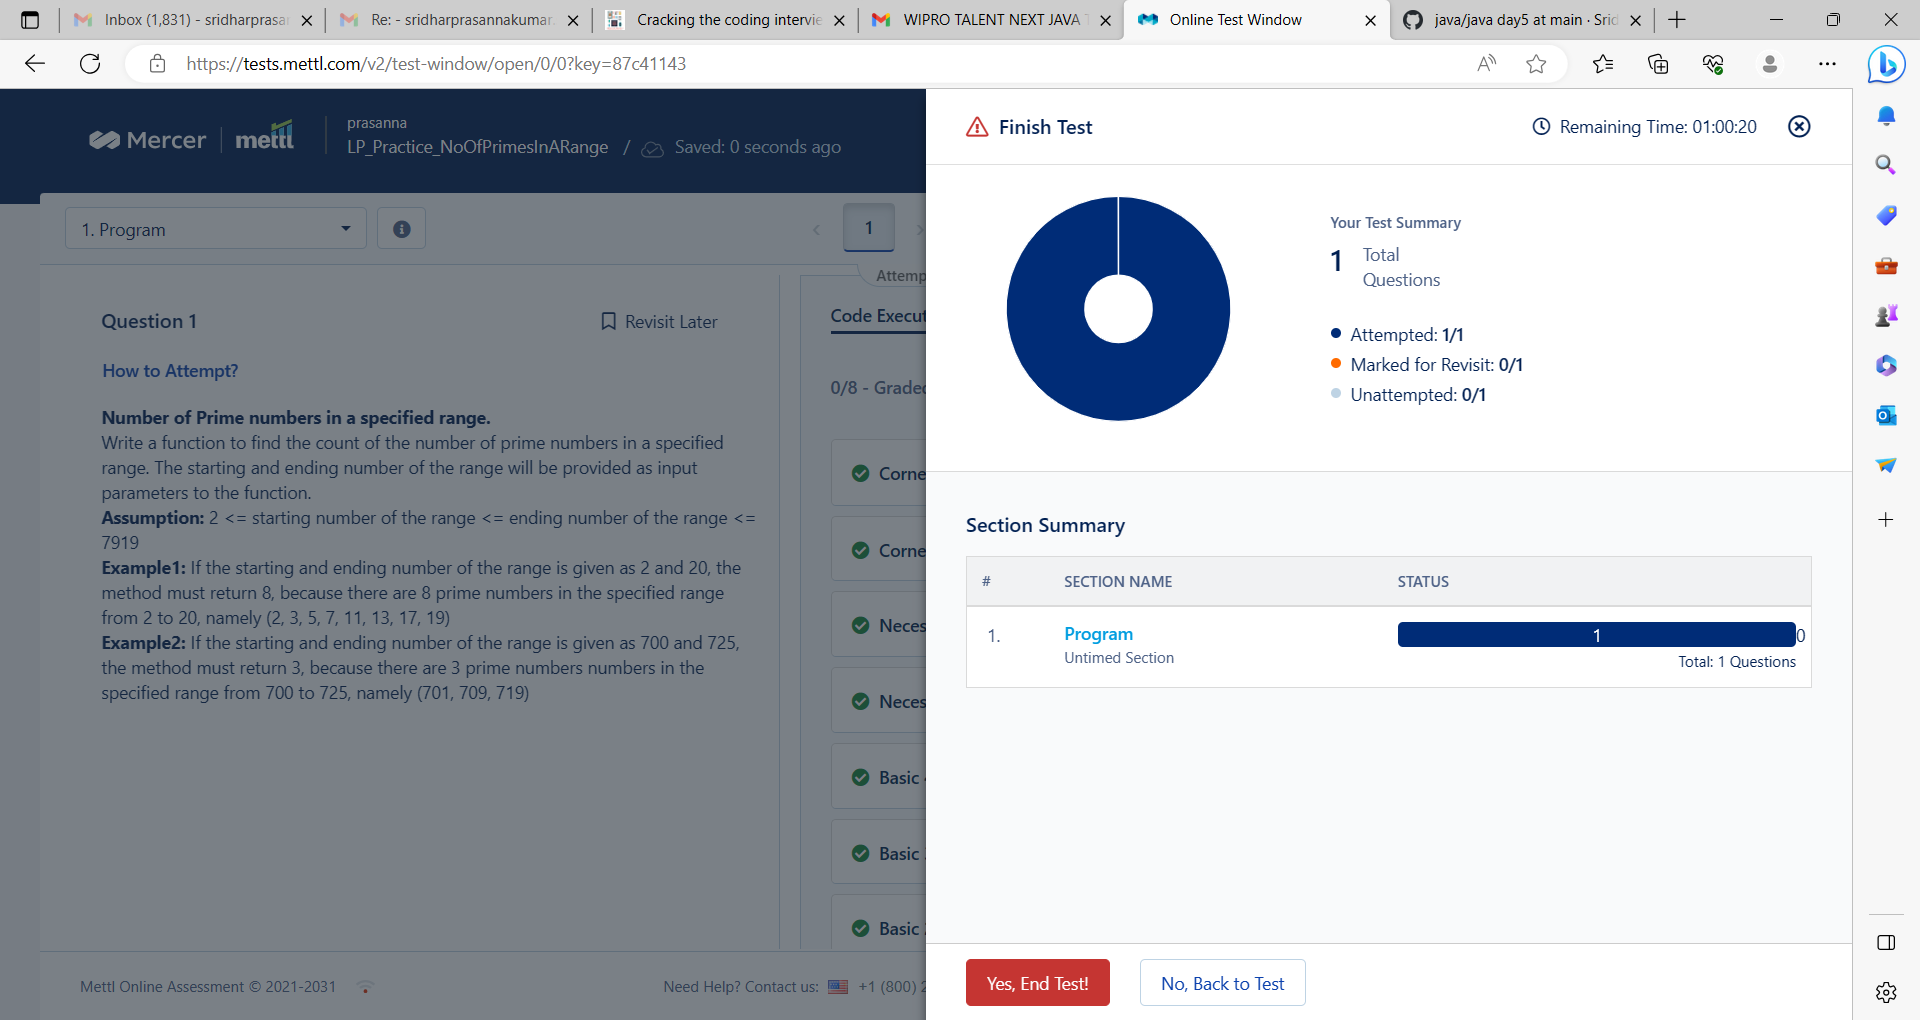 Inbox (1,831) - sridharprasa
Re: - sridharprasannakumar.
Cracking the coding intervie
WIPRO TALENT NEXT JAVA
Online Test Window
java/java day5 at main · Srid
https://tests.mettl.com/v2/test-window/open/0/0?key=87c41143
Mercer | mettl
prasanna
LP_Practice_NoOfPrimesInARange / Saved: 0 seconds ago
1. Program
1
Attemp
Question 1
Revisit Later
How to Attempt?
Number of Prime numbers in a specified range.
Write a function to find the count of the number of prime numbers in a specified
range. The starting and ending number of the range will be provided as input
parameters to the function.
Assumption: 2 <= starting number of the range <= ending number of the range <=
7919
Example1: If the starting and ending number of the range is given as 2 and 20, the
method must return 8, because there are 8 prime numbers in the specified range
from 2 to 20, namely (2, 3, 5, 7, 11, 13, 17, 19)
Example2: If the starting and ending number of the range is given as 700 and 725,
the method must return 3, because there are 3 prime numbers numbers in the
specified range from 700 to 725, namely (701, 709, 719)
Code Execut
0/8 - Graded
Corne
Corne
Neces
Neces
Basic
Basic
Basic
Mettl Online Assessment © 2021-2031
Need Help? Contact us: +1 (800) 2
Finish Test
Remaining Time: 01:00:20
Your Test Summary
1 Total
Questions
Attempted: 1/1
Marked for Revisit: 0/1
Unattempted: 0/1
Section Summary
# SECTION NAME STATUS
1. Program 1 0
Untimed Section Total: 1 Questions
Yes, End Test!
No, Back to Test